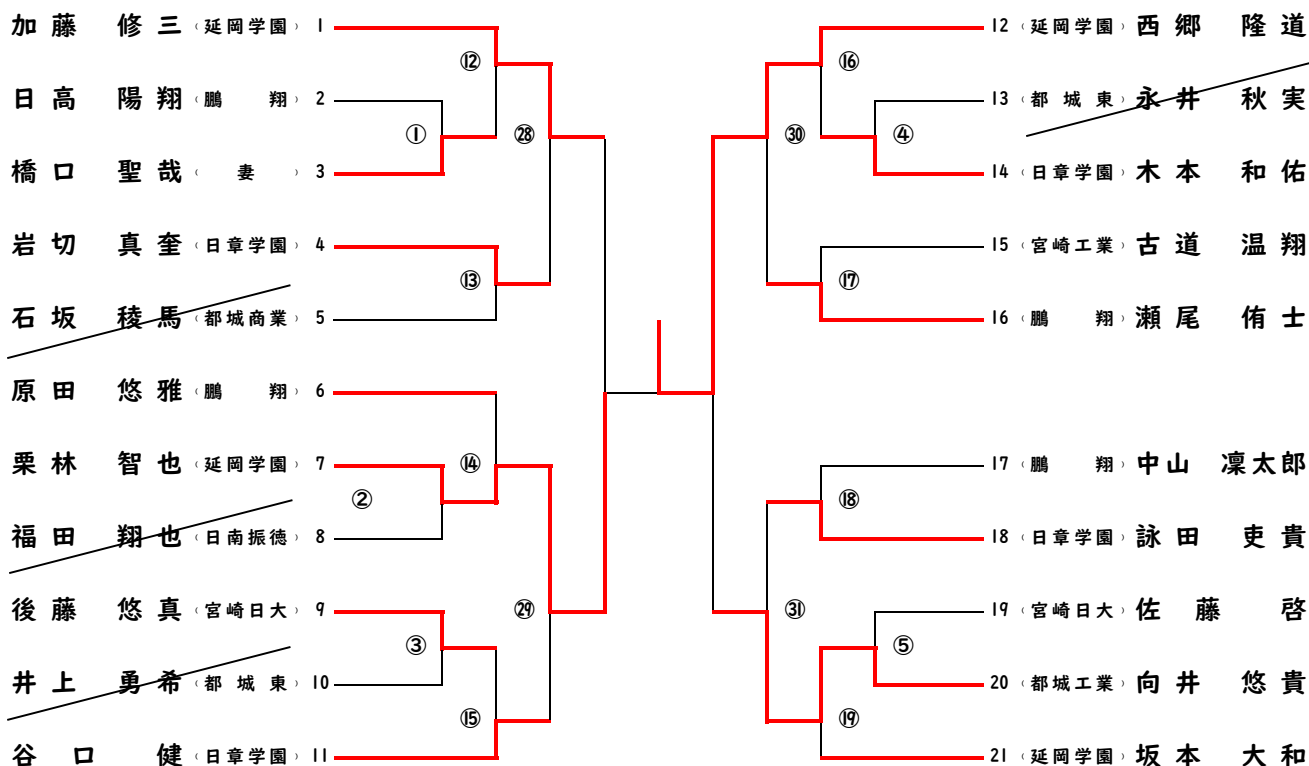 加藤 修三 (延岡学園) 1
日高 陽翔 (鵬 翔) 2
橋口 聖哉 (妻) 3
岩切 真奎 (日章学園) 4
石坂 稜馬 (都城商業) 5
原田 悠雅 (鵬 翔) 6
栗林 智也 (延岡学園) 7
福田 翔也 (日南振徳) 8
後藤 悠真 (宮崎日大) 9
井上 勇希 (都城東) 10
谷口 健 (日章学園) 11
⑫
①
㉘
⑬
⑭
②
㉙
③
⑮
⑯
④
㉚
⑰
⑱
㉛
⑤
⑲
12 (延岡学園) 西郷 隆道
13 (都城東) 永井 秋実
14 (日章学園) 木本 和佑
15 (宮崎工業) 古道 温翔
16 (鵬 翔) 瀬尾 侑士
17 (鵬 翔) 中山 凜太郎
18 (日章学園) 詠田 吏貴
19 (宮崎日大) 佐藤 啓
20 (都城工業) 向井 悠貴
21 (延岡学園) 坂本 大和